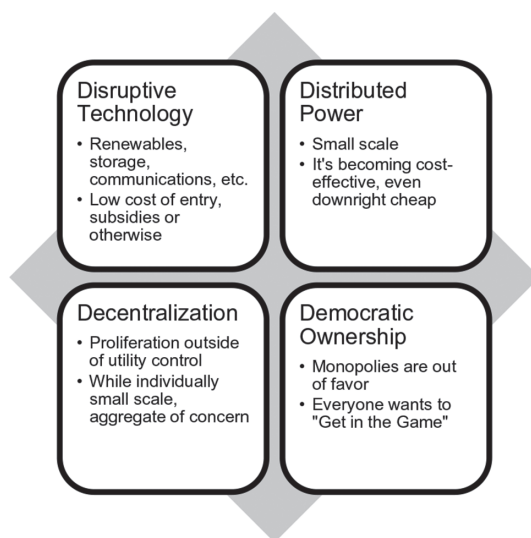 Disruptive
Technology
• Renewables,
storage,
communications, etc.
• Low cost of entry,
subsidies or
otherwise
Distributed
Power
• Small scale
• It's becoming cost-
effective, even
downright cheap
Decentralization
• Proliferation outside
of utility control
• While individually
small scale,
aggregate of concern
Democratic
Ownership
• Monopolies are out
of favor
• Everyone wants to
"Get in the Game"